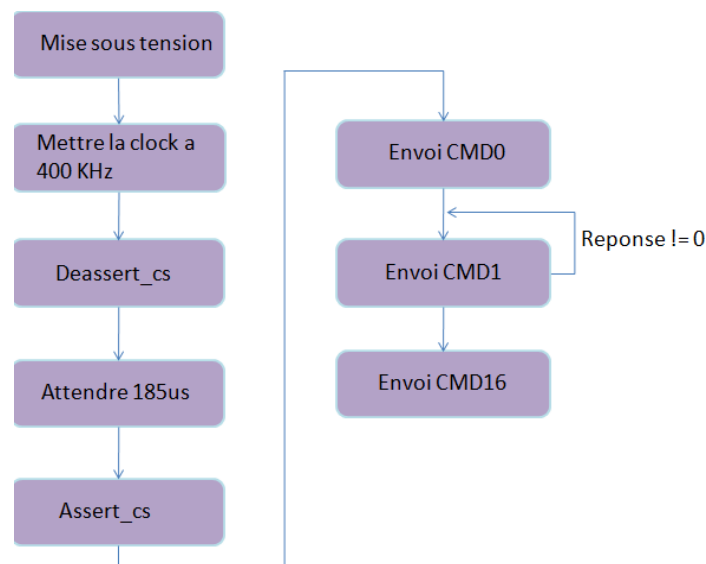 Mise sous tension
Mettre la clock a
400 KHz
Deassert_cs
Attendre 185us
Assert_cs
Envoi CMD0
Reponse != 0
Envoi CMD1
Envoi CMD16